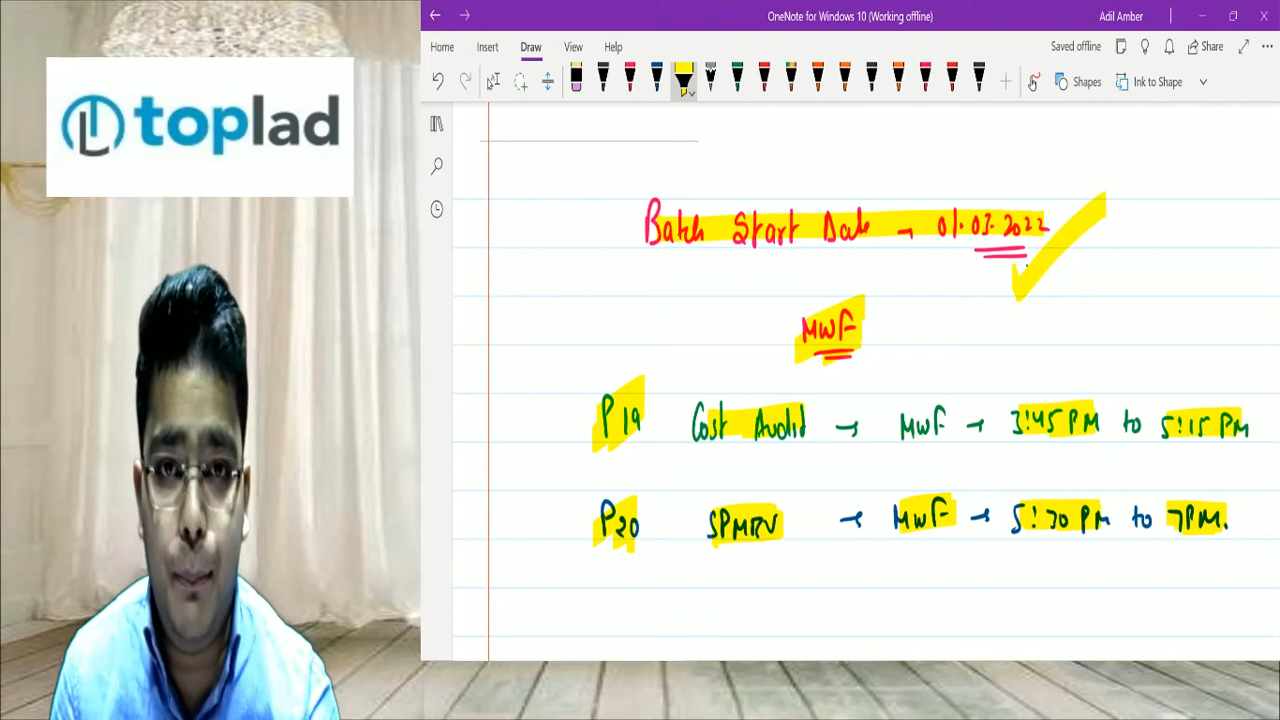 toplad
OneNote for Windows 10 (Working offline)
Adil Amber
Home Insert Draw View Help
Saved offline
Share
Shapes
Ink to Shape
Batch Start Date → 01.03.2022
MWF
P19 Cost Audit → MWF → 3:45 PM to 5:15 PM
P20 SPMBV → MWF → 5:30 PM to 7PM.